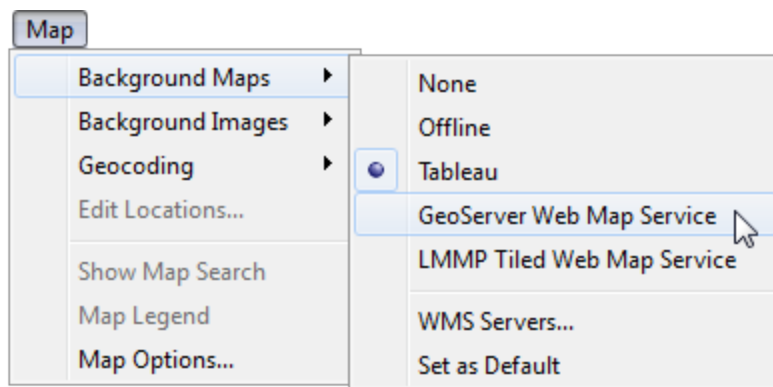 Map
Background Maps
Background Images
Geocoding
Edit Locations...
Show Map Search
Map Legend
Map Options...
None
Offline
Tableau
GeoServer Web Map Service
LMMP Tiled Web Map Service
WMS Servers...
Set as Default